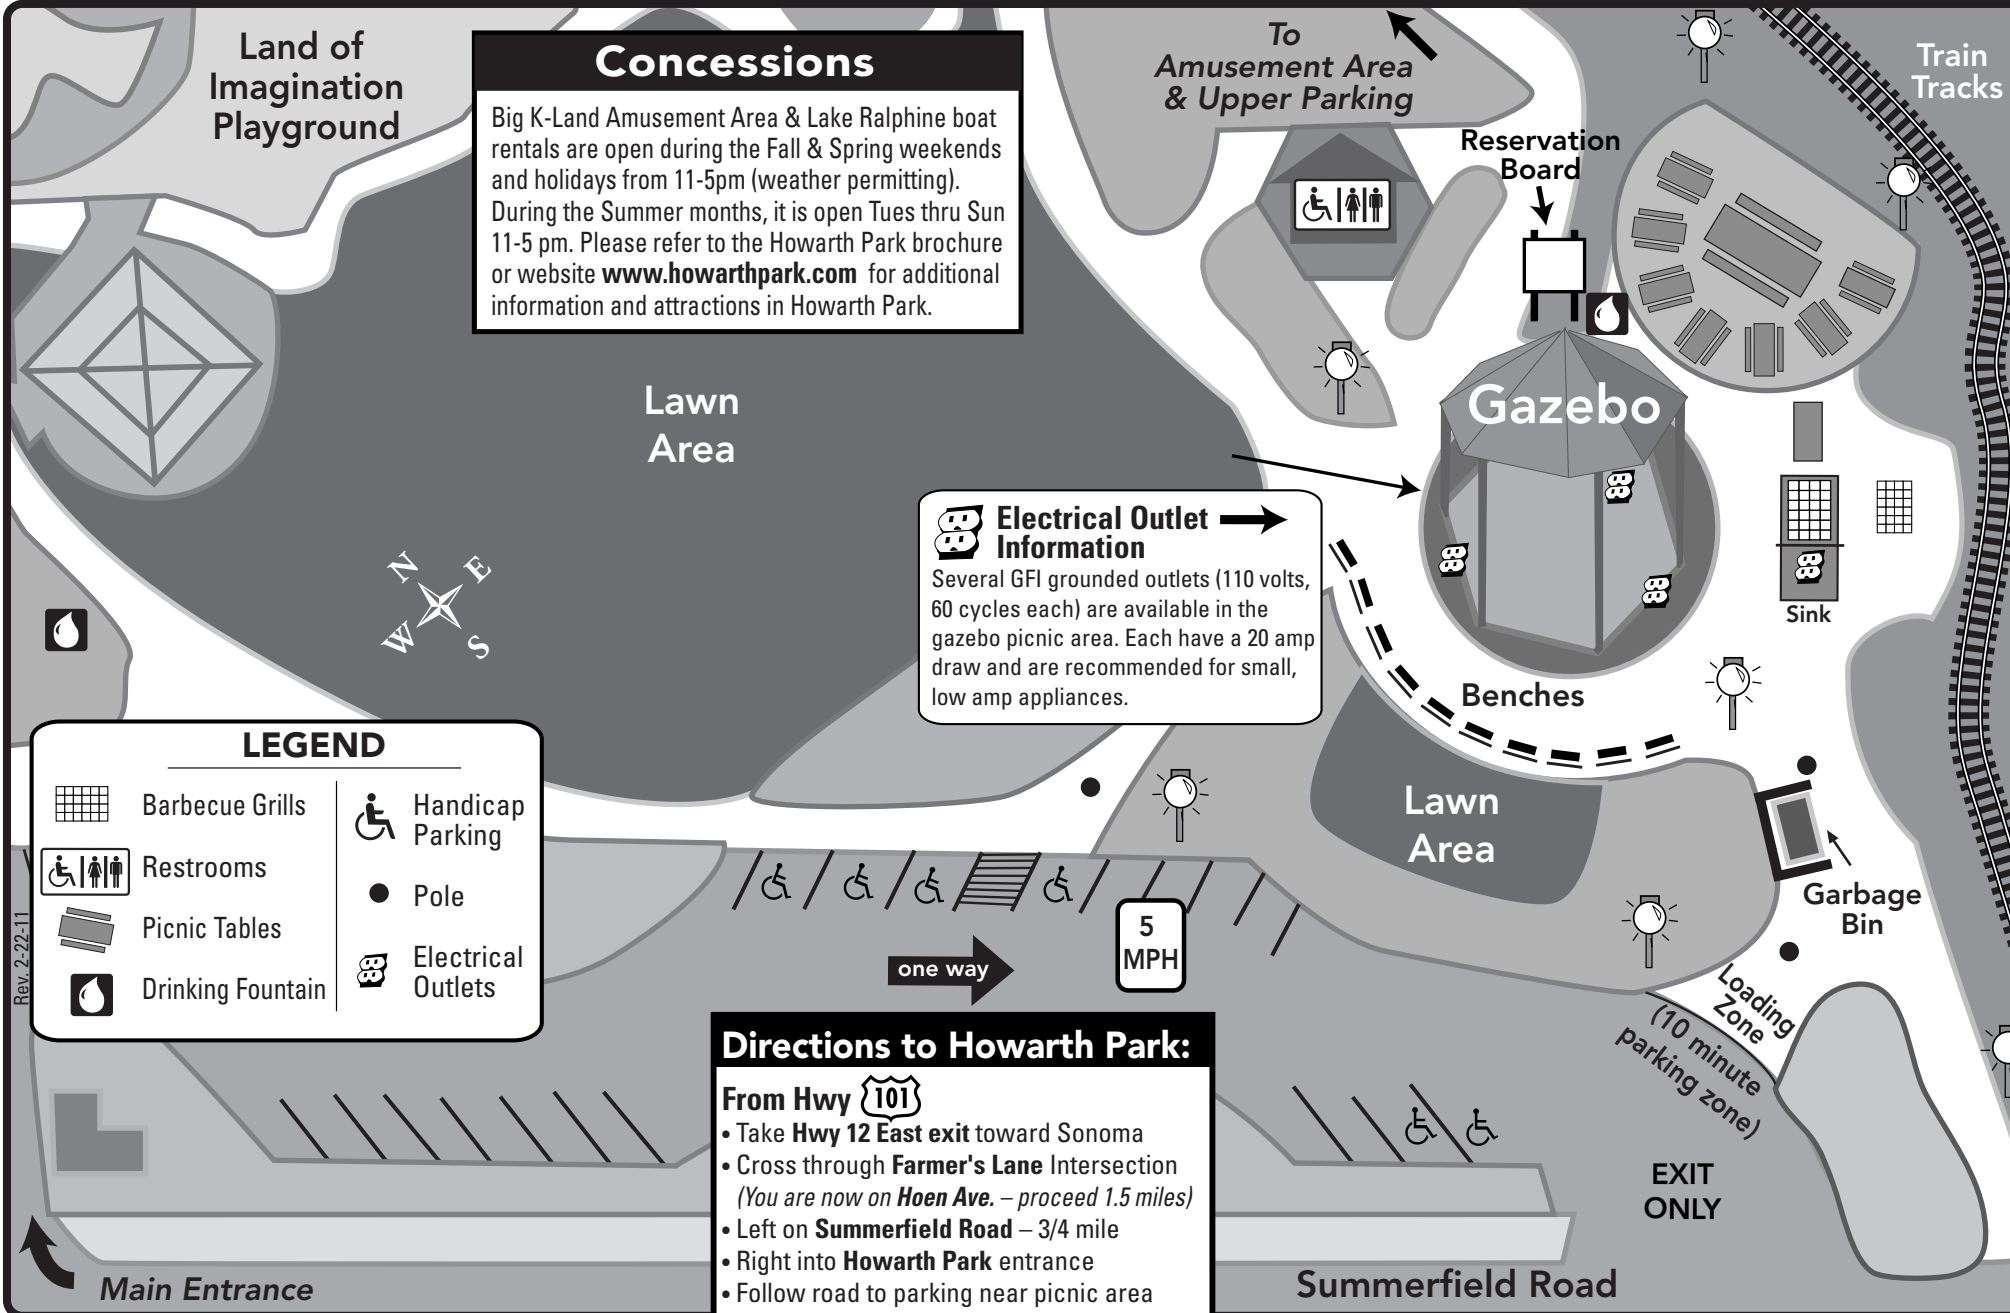 Land of
Imagination
Playground
Concessions
Big K-Land Amusement Area & Lake Ralphine boat
rentals are open during the Fall & Spring weekends
and holidays from 11-5pm (weather permitting).
During the Summer months, it is open Tues thru Sun
11-5 pm. Please refer to the Howarth Park brochure
or website www.howarthpark.com for additional
information and attractions in Howarth Park.
To
Amusement Area
& Upper Parking
Train
Tracks
Reservation
Board
Gazebo
Lawn
Area
Electrical Outlet
Information
Several GFI grounded outlets (110 volts,
60 cycles each) are available in the
gazebo picnic area. Each have a 20 amp
draw and are recommended for small,
low amp appliances.
N
E
W
S
Sink
Benches
LEGEND
Barbecue Grills
Restrooms
Picnic Tables
Drinking Fountain
Handicap
Parking
Pole
Electrical
Outlets
Rev. 2-22-11
Lawn
Area
Garbage
Bin
5
MPH
one way
Loading
Zone
(10 minute
parking zone)
EXIT
ONLY
Directions to Howarth Park:
From Hwy 101
• Take Hwy 12 East exit toward Sonoma
• Cross through Farmer's Lane Intersection
(You are now on Hoen Ave. – proceed 1.5 miles)
• Left on Summerfield Road – 3/4 mile
• Right into Howarth Park entrance
• Follow road to parking near picnic area
Main Entrance
Summerfield Road